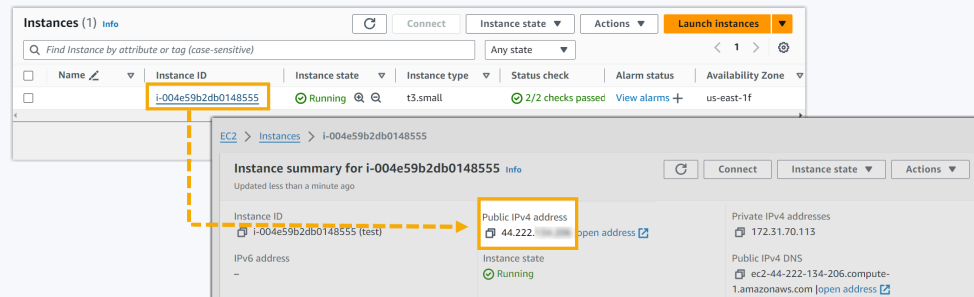 Instances (1) Info
Connect
Instance state
Actions
Launch instances
Find Instance by attribute or tag (case-sensitive)
Any state
1
Name
Instance ID
Instance state
Instance type
Status check
Alarm status
Availability Zone
i-004e59b2db0148555
Running
t3.small
2/2 checks passed
View alarms
us-east-1f
EC2 > Instances > i-004e59b2db0148555
Instance summary for i-004e59b2db0148555 Info
Connect
Instance state
Actions
Updated less than a minute ago
Instance ID
i-004e59b2db0148555 (test)
Public IPv4 address
44.222.
open address
Private IPv4 addresses
172.31.70.113
IPv6 address
–
Instance state
Running
Public IPv4 DNS
ec2-44-222-134-206.compute-
1.amazonaws.com |open address